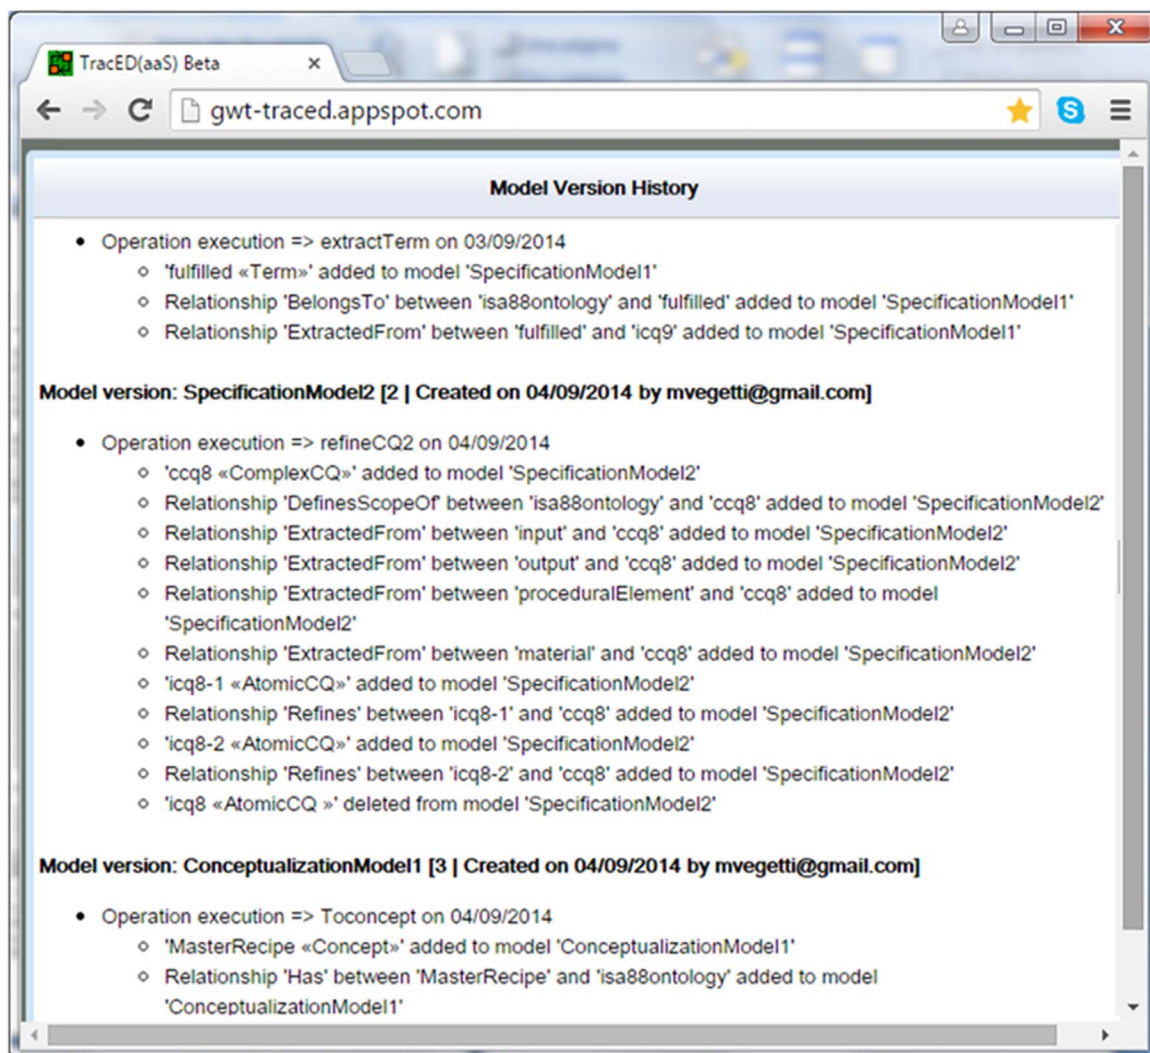 TracED(aaS) Beta
gwt-traced.appspot.com
Model Version History
• Operation execution => extractTerm on 03/09/2014
○ 'fulfilled «Term»' added to model 'SpecificationModel1'
○ Relationship 'BelongsTo' between 'isa88ontology' and 'fulfilled' added to model 'SpecificationModel1'
○ Relationship 'ExtractedFrom' between 'fulfilled' and 'icq9' added to model 'SpecificationModel1'
Model version: SpecificationModel2 [2 | Created on 04/09/2014 by mvegetti@gmail.com]
• Operation execution => refineCQ2 on 04/09/2014
○ 'ccq8 «ComplexCQ»' added to model 'SpecificationModel2'
○ Relationship 'DefinesScopeOf' between 'isa88ontology' and 'ccq8' added to model 'SpecificationModel2'
○ Relationship 'ExtractedFrom' between 'input' and 'ccq8' added to model 'SpecificationModel2'
○ Relationship 'ExtractedFrom' between 'output' and 'ccq8' added to model 'SpecificationModel2'
○ Relationship 'ExtractedFrom' between 'proceduralElement' and 'ccq8' added to model
'SpecificationModel2'
○ Relationship 'ExtractedFrom' between 'material' and 'ccq8' added to model 'SpecificationModel2'
○ 'icq8-1 «AtomicCQ»' added to model 'SpecificationModel2'
○ Relationship 'Refines' between 'icq8-1' and 'ccq8' added to model 'SpecificationModel2'
○ 'icq8-2 «AtomicCQ»' added to model 'SpecificationModel2'
○ Relationship 'Refines' between 'icq8-2' and 'ccq8' added to model 'SpecificationModel2'
○ 'icq8 «AtomicCQ »' deleted from model 'SpecificationModel2'
Model version: ConceptualizationModel1 [3 | Created on 04/09/2014 by mvegetti@gmail.com]
• Operation execution => Toconcept on 04/09/2014
○ 'MasterRecipe «Concept»' added to model 'ConceptualizationModel1'
○ Relationship 'Has' between 'MasterRecipe' and 'isa88ontology' added to model
'ConceptualizationModel1'